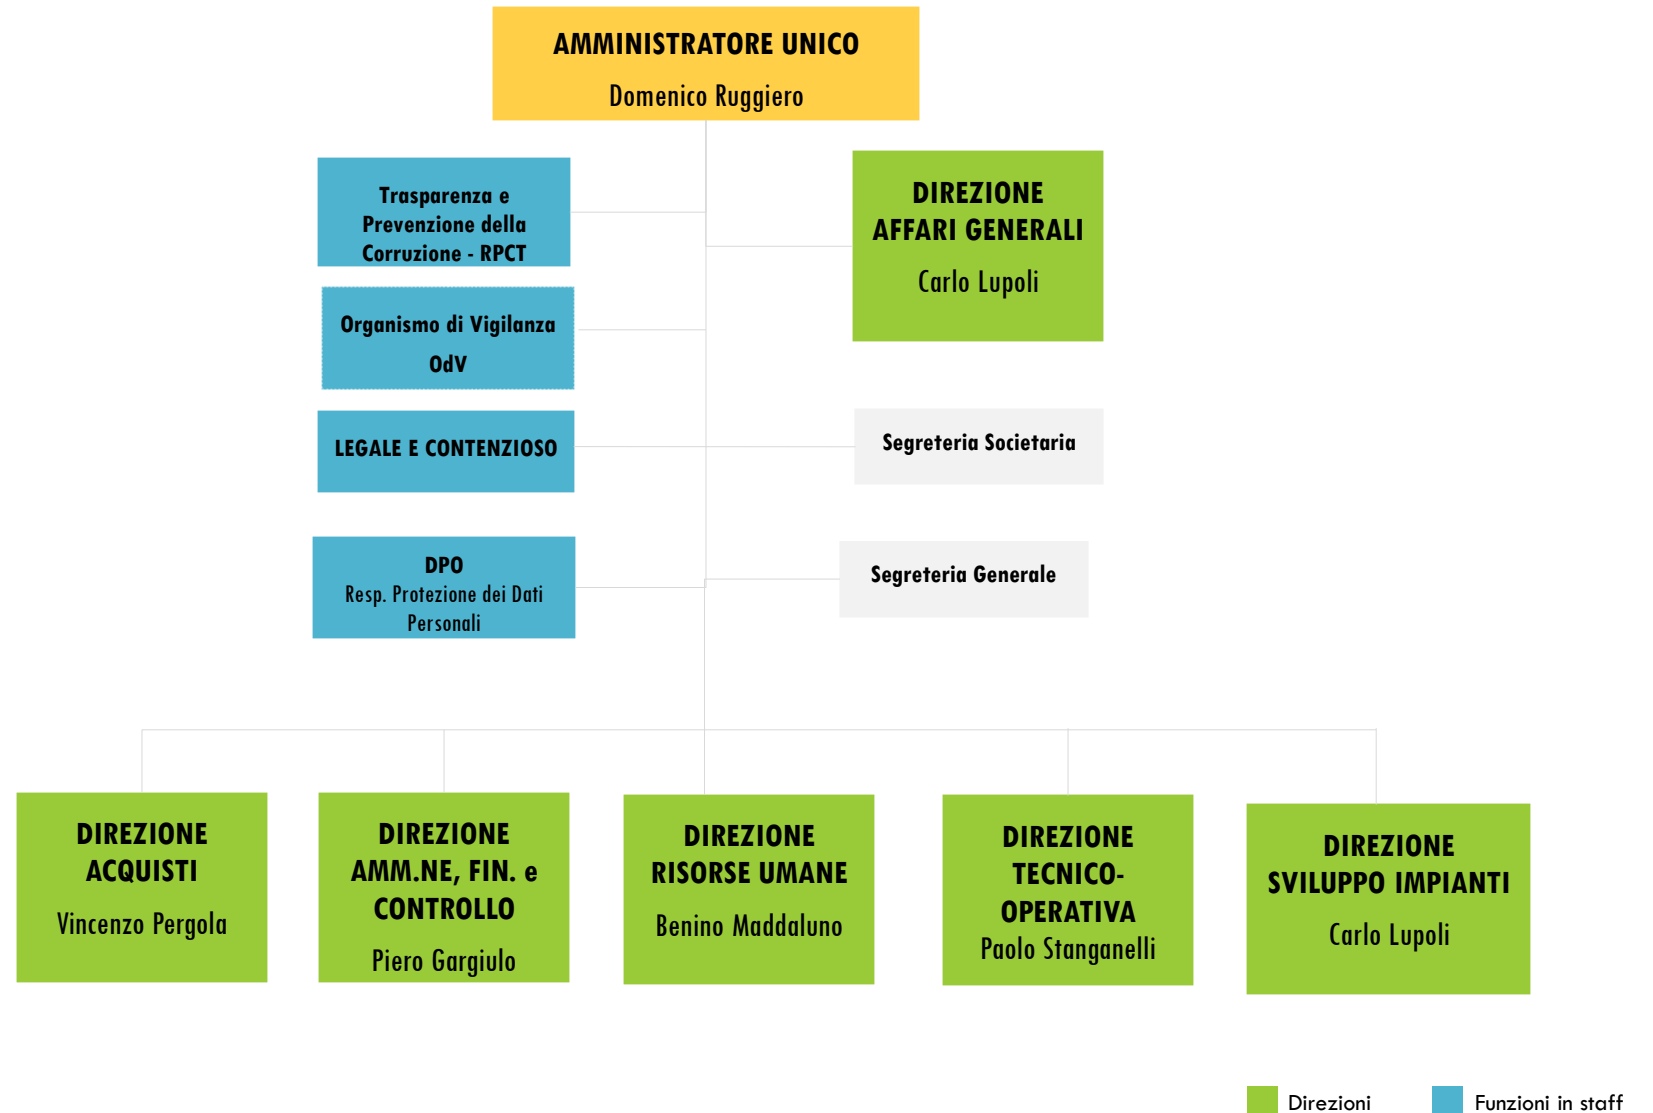 AMMINISTRATORE UNICO
Domenico Ruggiero
Trasparenza e
Prevenzione della
Corruzione - RPCT
DIREZIONE
AFFARI GENERALI
Carlo Lupoli
Organismo di Vigilanza
OdV
LEGALE E CONTENZIOSO
Segreteria Societaria
DPO
Resp. Protezione dei Dati
Personali
Segreteria Generale
DIREZIONE
ACQUISTI
Vincenzo Pergola
DIREZIONE
AMM.NE, FIN. e
CONTROLLO
Piero Gargiulo
DIREZIONE
RISORSE UMANE
Benino Maddaluno
DIREZIONE
TECNICO-
OPERATIVA
Paolo Stanganelli
DIREZIONE
SVILUPPO IMPIANTI
Carlo Lupoli
Direzioni
Funzioni in staff